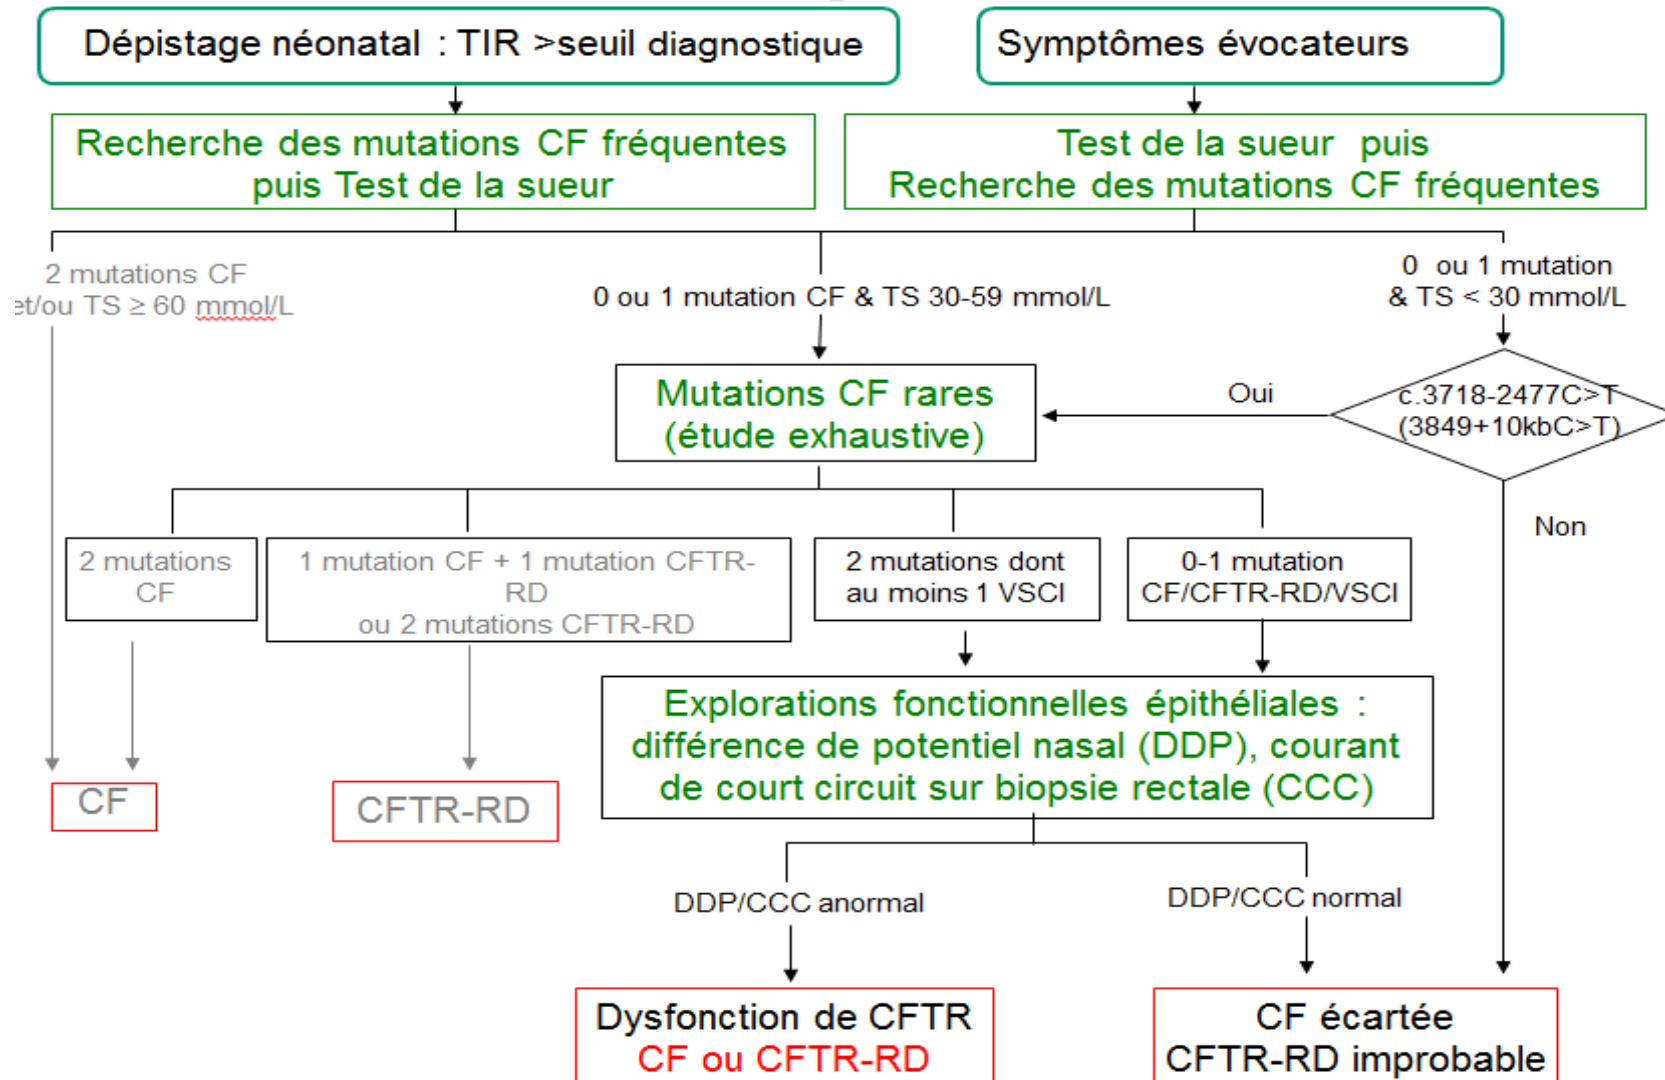 Dépistage néonatal : TIR >seuil diagnostique
Symptômes évocateurs
Recherche des mutations CF fréquentes
puis Test de la sueur
Test de la sueur puis
Recherche des mutations CF fréquentes
2 mutations CF
et/ou TS ≥ 60 mmol/L
0 ou 1 mutation CF & TS 30-59 mmol/L
0 ou 1 mutation
& TS < 30 mmol/L
Mutations CF rares
(étude exhaustive)
Oui
c.3718-2477C>T
(3849+10kbC>T)
Non
2 mutations
CF
1 mutation CF + 1 mutation CFTR-
RD
ou 2 mutations CFTR-RD
2 mutations dont
au moins 1 VSCI
0-1 mutation
CF/CFTR-RD/VSCI
Explorations fonctionnelles épithéliales :
différence de potentiel nasal (DDP), courant
de court circuit sur biopsie rectale (CCC)
CF
CFTR-RD
DDP/CCC anormal
DDP/CCC normal
Dysfonction de CFTR
CF ou CFTR-RD
CF écartée
CFTR-RD improbable